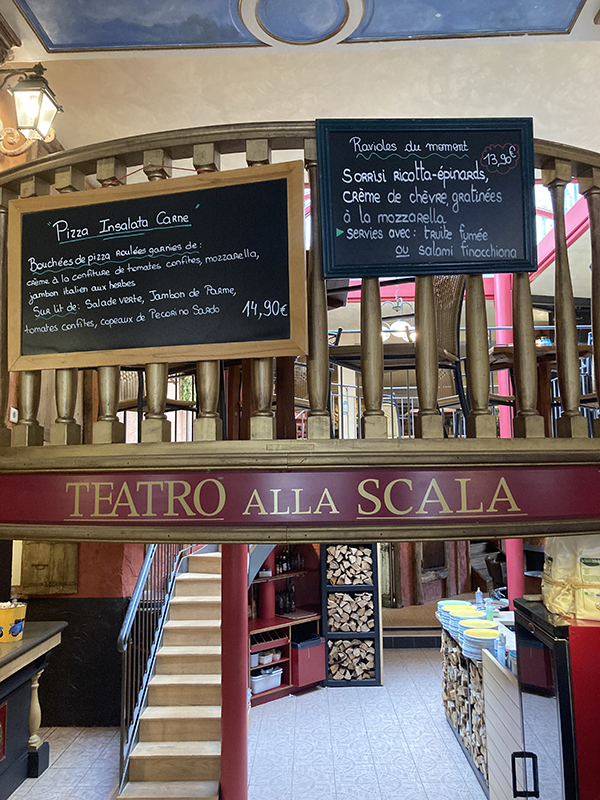 "Pizza Insalata Carne"
Bouchées de pizza roulées garnies de :
crème à la confiture de tomates confites, mozzarella,
jambon italien aux herbes
Sur lit de : Salade verte, Jambon de Parme,
tomates confites, copeaux de Pecorino Sardo
14,90€
Ravioles du moment
13,90€
Sorrisi ricotta-épinards,
crème de chèvre, gratinées
à la mozzarella
servies avec : truite fumée
ou salami finocchiona
TEATRO ALLA SCALA